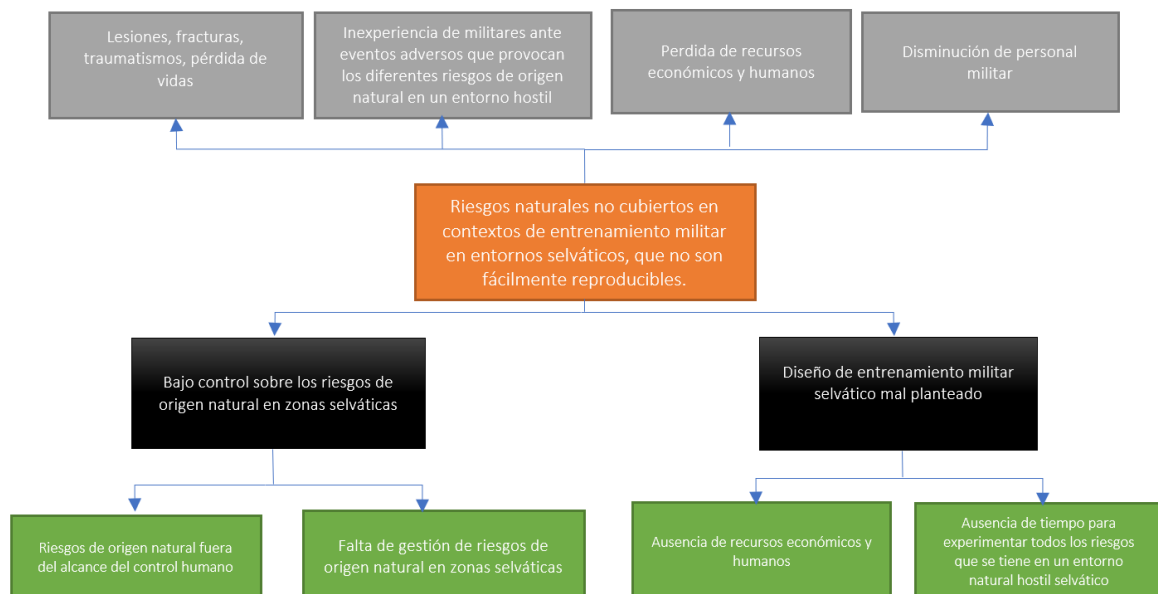 Lesiones, fracturas,
traumatismos, pérdida de
vidas
Inexperiencia de militares ante
eventos adversos que provocan
los diferentes riesgos de origen
natural en un entorno hostil
Perdida de recursos
económicos y humanos
Disminución de personal
militar
Riesgos naturales no cubiertos en
contextos de entrenamiento militar
en entornos selváticos, que no son
fácilmente reproducibles.
Bajo control sobre los riesgos de
origen natural en zonas selváticas
Diseño de entrenamiento militar
selvático mal planteado
Riesgos de origen natural fuera
del alcance del control humano
Falta de gestión de riesgos de
origen natural en zonas selváticas
Ausencia de recursos económicos y
humanos
Ausencia de tiempo para
experimentar todos los riesgos
que se tiene en un entorno
natural hostil selvático